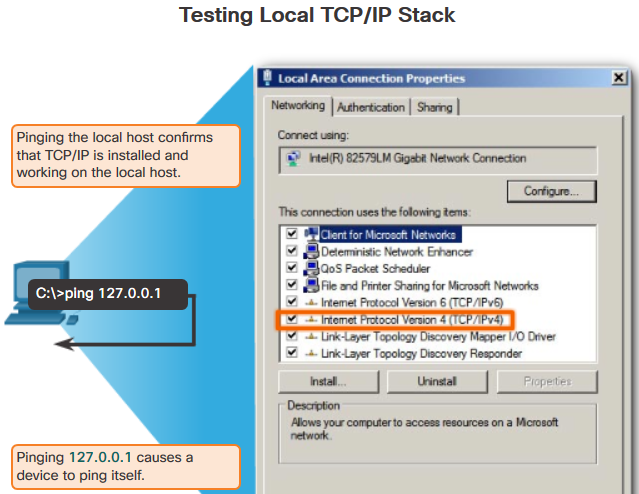 Testing Local TCP/IP Stack
Local Area Connection Properties
Networking
Authentication
Sharing
Pinging the local host confirms
that TCP/IP is installed and
working on the local host.
Connect using:
Intel(R) 82579LM Gigabit Network Connection
Configure...
This connection uses the following items:
Client for Microsoft Networks
Deterministic Network Enhancer
QoS Packet Scheduler
File and Printer Sharing for Microsoft Networks
Internet Protocol Version 6 (TCP/IPv6)
Internet Protocol Version 4 (TCP/IPv4)
Link-Layer Topology Discovery Mapper I/O Driver
Link-Layer Topology Discovery Responder
C:\>ping 127.0.0.1
Install...
Uninstall
Properties
Description
Allows your computer to access resources on a Microsoft
network.
Pinging 127.0.0.1 causes a
device to ping itself.